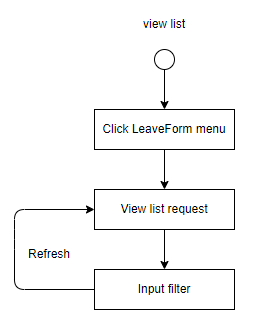 view list
Click LeaveForm menu
View list request
Refresh
Input filter